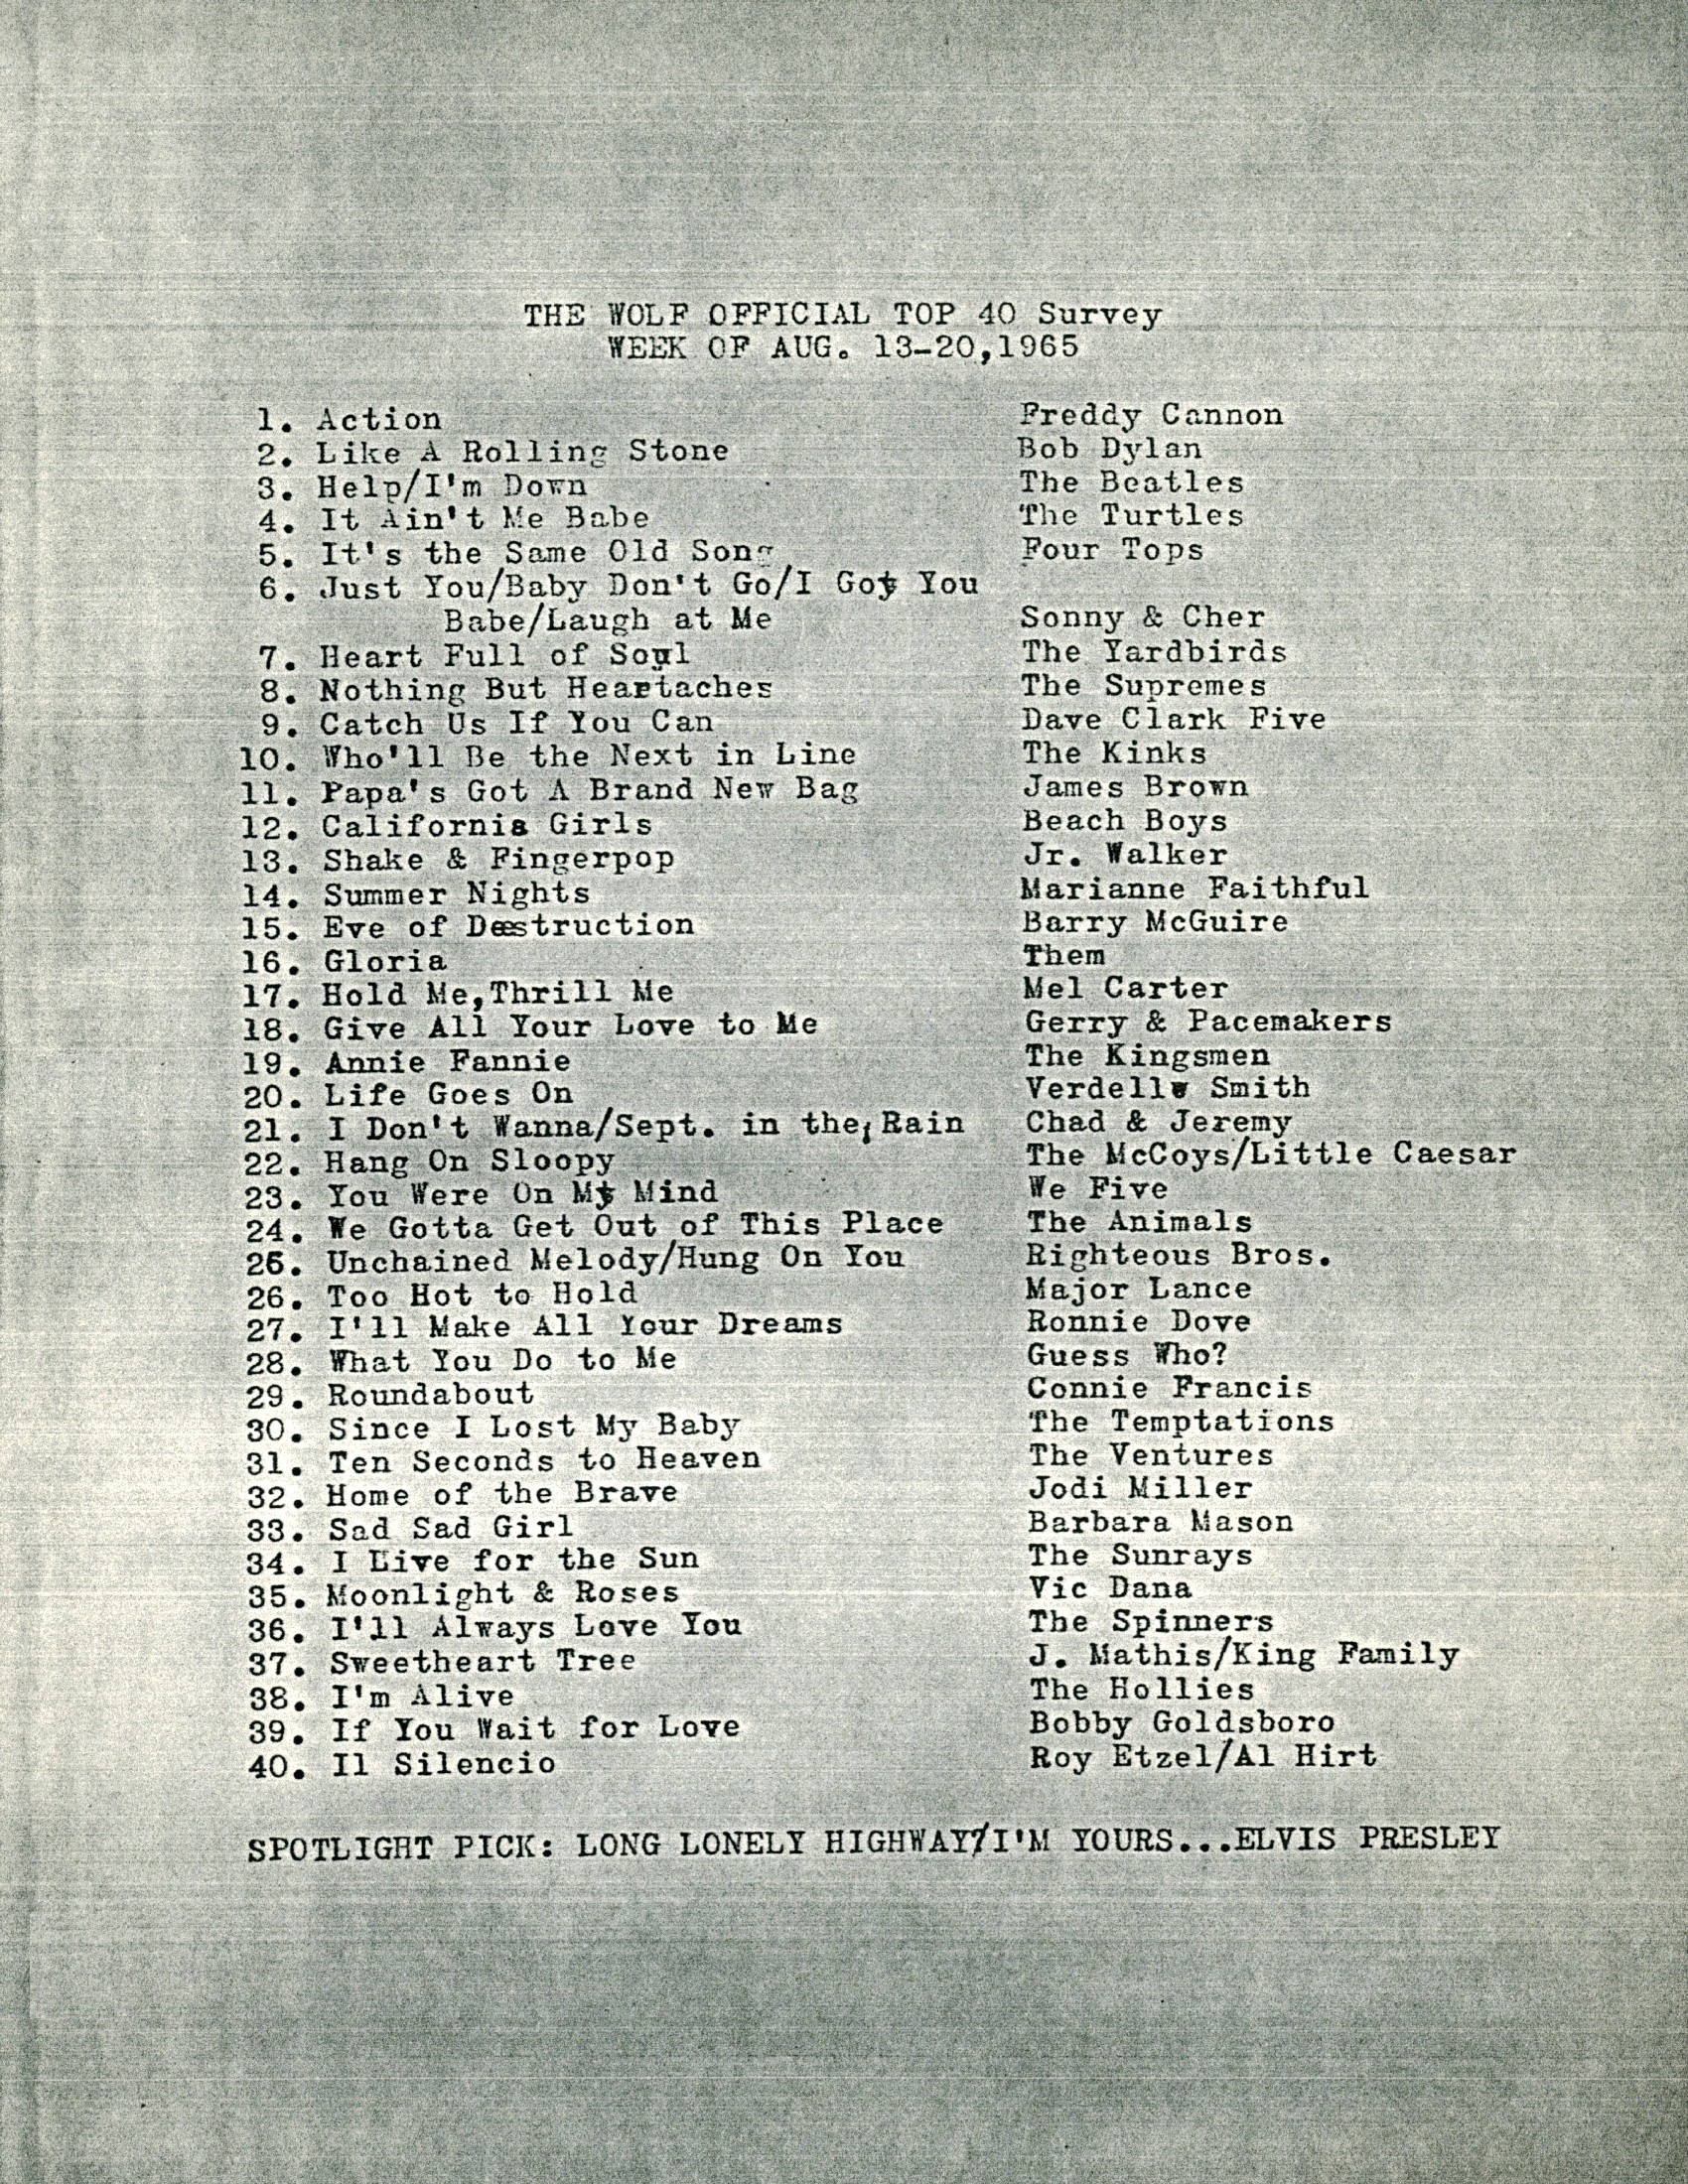 THE WOLF OFFICIAL TOP 40 Survey
WEEK OF AUG. 13-20,1965
1. Action Freddy Cannon
2. Like A Rolling Stone Bob Dylan
3. Help/I'm Down The Beatles
4. It Ain't Me Babe The Turtles
5. It's the Same Old Song Four Tops
6. Just You/Baby Don't Go/I Got You
Babe/Laugh at Me Sonny & Cher
7. Heart Full of Soul The Yardbirds
8. Nothing But Heartaches The Supremes
9. Catch Us If You Can Dave Clark Five
10. Who'll Be the Next in Line The Kinks
11. Papa's Got A Brand New Bag James Brown
12. California Girls Beach Boys
13. Shake & Fingerpop Jr. Walker
14. Summer Nights Marianne Faithful
15. Eve of Destruction Barry McGuire
16. Gloria Them
17. Hold Me,Thrill Me Mel Carter
18. Give All Your Love to Me Gerry & Pacemakers
19. Annie Fannie The Kingsmen
20. Life Goes On Verdelle Smith
21. I Don't Wanna/Sept. in the Rain Chad & Jeremy
22. Hang On Sloopy The McCoys/Little Caesar
23. You Were On My Mind We Five
24. We Gotta Get Out of This Place The Animals
25. Unchained Melody/Hung On You Righteous Bros.
26. Too Hot to Hold Major Lance
27. I'll Make All Your Dreams Ronnie Dove
28. What You Do to Me Guess Who?
29. Roundabout Connie Francis
30. Since I Lost My Baby The Temptations
31. Ten Seconds to Heaven The Ventures
32. Home of the Brave Jodi Miller
33. Sad Sad Girl Barbara Mason
34. I Live for the Sun The Sunrays
35. Moonlight & Roses Vic Dana
36. I'll Always Love You The Spinners
37. Sweetheart Tree J. Mathis/King Family
38. I'm Alive The Hollies
39. If You Wait for Love Bobby Goldsboro
40. Il Silencio Roy Etzel/Al Hirt
SPOTLIGHT PICK: LONG LONELY HIGHWAY/I'M YOURS...ELVIS PRESLEY